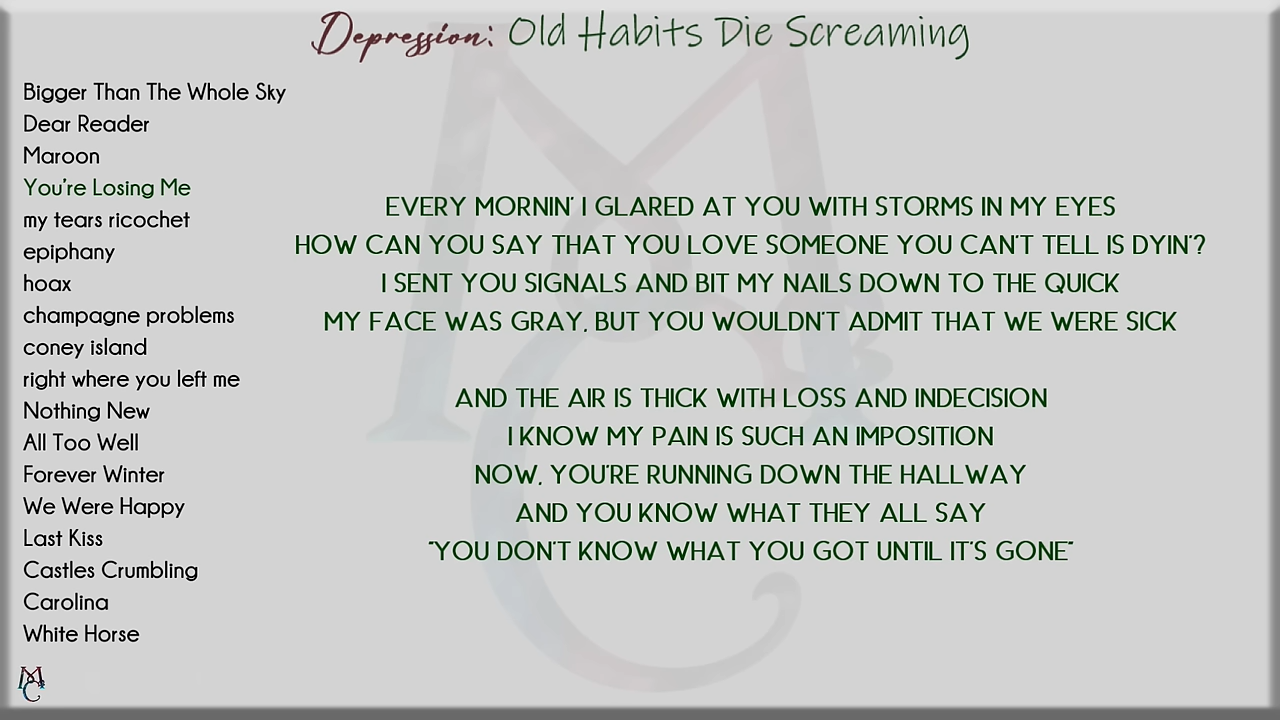 Depression: Old Habits Die Screaming
Bigger Than The Whole Sky
Dear Reader
Maroon
You're Losing Me
my tears ricochet
epiphany
hoax
champagne problems
coney island
right where you left me
Nothing New
All Too Well
Forever Winter
We Were Happy
Last Kiss
Castles Crumbling
Carolina
White Horse
EVERY MORNIN' I GLARED AT YOU WITH STORMS IN MY EYES
HOW CAN YOU SAY THAT YOU LOVE SOMEONE YOU CAN'T TELL IS DYIN'?
I SENT YOU SIGNALS AND BIT MY NAILS DOWN TO THE QUICK
MY FACE WAS GRAY, BUT YOU WOULDN'T ADMIT THAT WE WERE SICK
AND THE AIR IS THICK WITH LOSS AND INDECISION
I KNOW MY PAIN IS SUCH AN IMPOSITION
NOW, YOU'RE RUNNING DOWN THE HALLWAY
AND YOU KNOW WHAT THEY ALL SAY
"YOU DON'T KNOW WHAT YOU GOT UNTIL IT'S GONE"